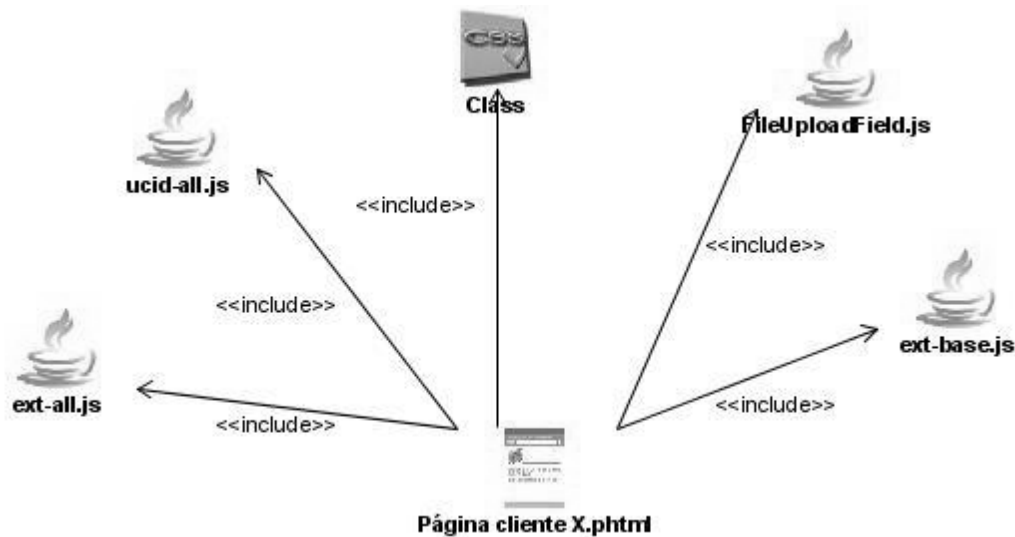 CSS
Class
FileUploadField.js
ucid-all.js
<<include>>
<<include>>
<<include>>
ext-base.js
ext-all.js
<<include>>
<<include>>
Página cliente X.phtml